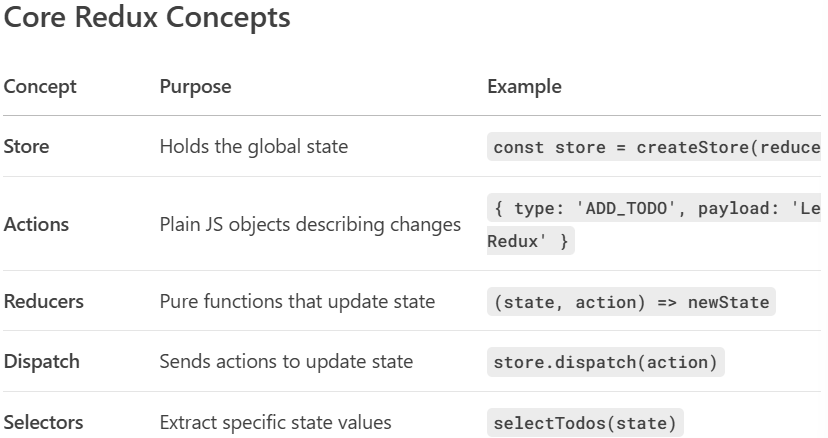 Core Redux Concepts
Concept Purpose Example
Store Holds the global state const store = createStore(reduce
Actions Plain JS objects describing changes { type: 'ADD_TODO', payload: 'Le
Redux' }
Reducers Pure functions that update state (state, action) => newState
Dispatch Sends actions to update state store.dispatch(action)
Selectors Extract specific state values selectTodos(state)